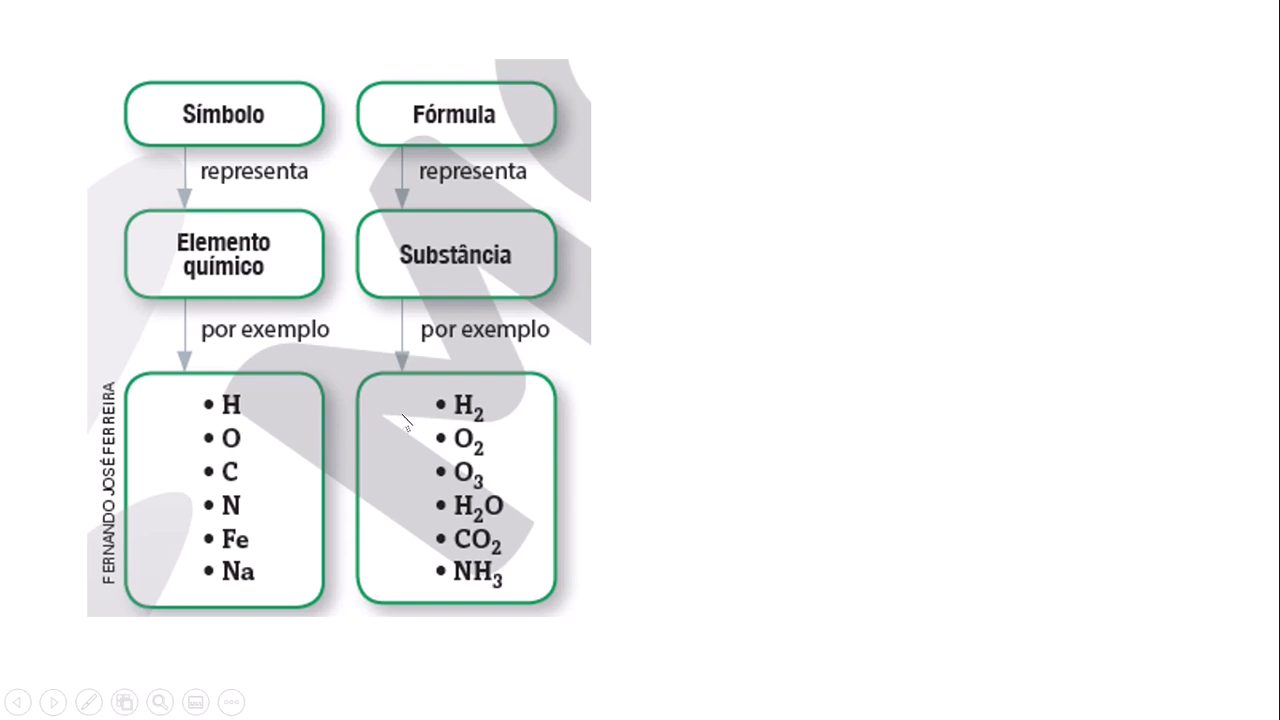 Símbolo
representa
Elemento
químico
por exemplo
• H
• O
• C
• N
• Fe
• Na
Fórmula
representa
Substância
por exemplo
• H₂
• O₂
• O₃
• H₂O
• CO₂
• NH₃
FERNANDO JOSÉ FERREIRA